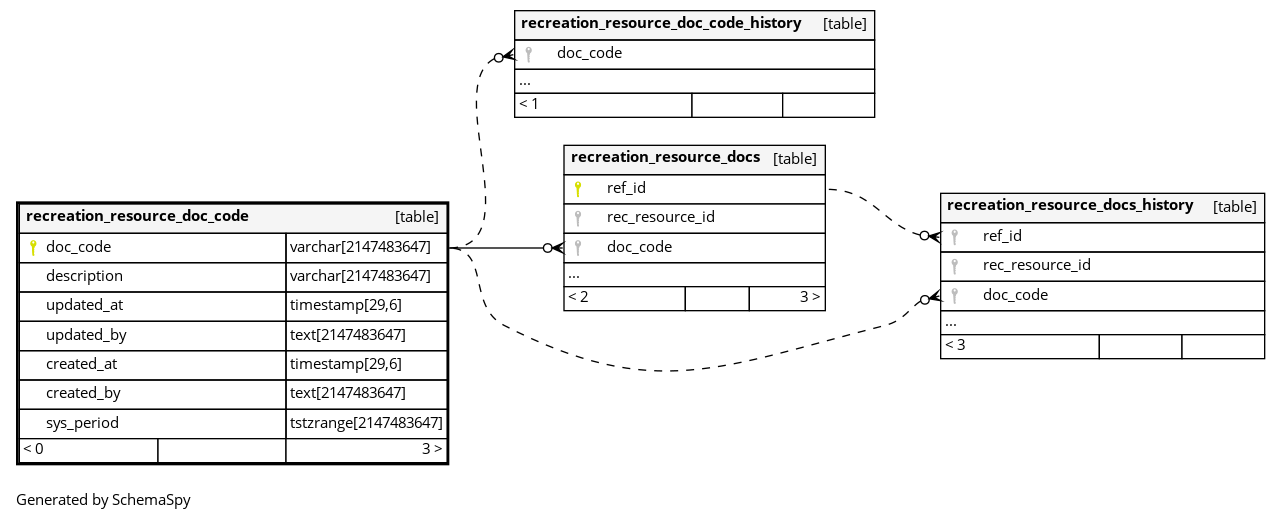 recreation_resource_doc_code_history [table]
doc_code
...
< 1
recreation_resource_docs [table]
ref_id
rec_resource_id
doc_code
...
< 2 3 >
recreation_resource_docs_history [table]
ref_id
rec_resource_id
doc_code
...
< 3
recreation_resource_doc_code [table]
doc_code varchar[2147483647]
description varchar[2147483647]
updated_at timestamp[29,6]
updated_by text[2147483647]
created_at timestamp[29,6]
created_by text[2147483647]
sys_period tstzrange[2147483647]
< 0 3 >
Generated by SchemaSpy